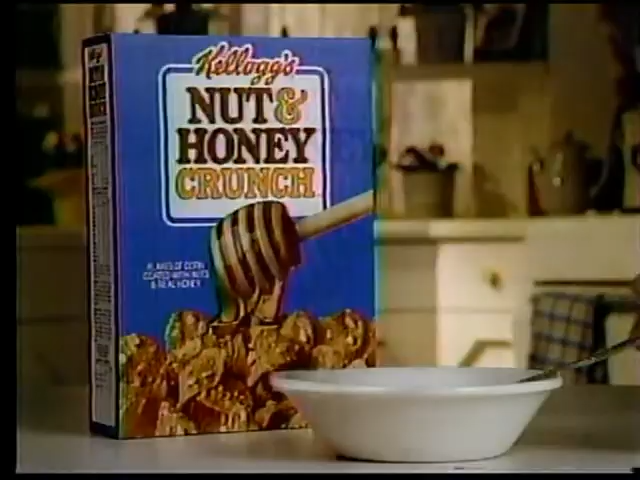 Kellogg's
NUT &
HONEY
CRUNCH
FLAKES OF CORN
COATED WITH NUTS
& REAL HONEY